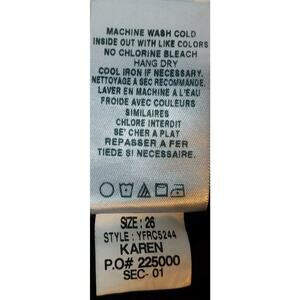 MACHINE WASH COLD
INSIDE OUT WITH LIKE COLORS
NO CHLORINE BLEACH
HANG DRY
COOL IRON IF NECESSARY.
NETTOYAGE A SEC RECOMMANDE.
LAVER EN MACHINE A L'EAU
FROIDE AVEC COULEURS
SIMILAIRES
CHLORE INTERDIT
SE' CHER A PLAT
REPASSER A FER
TIEDE SI NECESSAIRE.
SIZE : 26
STYLE : YFRC5244
KAREN
P.O# 225000
SEC- 01